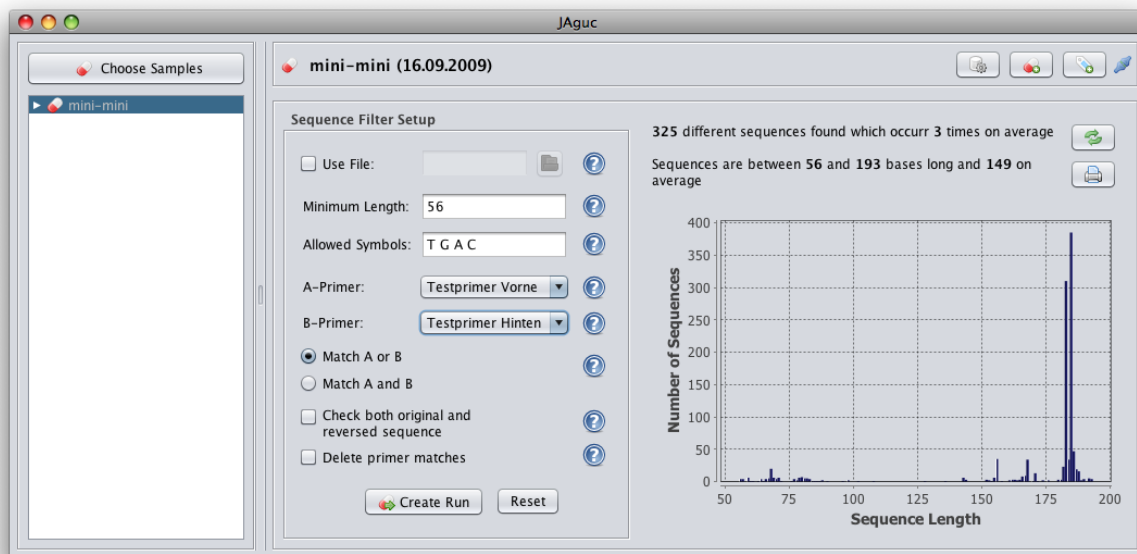 JAguc
Choose Samples
mini-mini
mini-mini (16.09.2009)
Sequence Filter Setup
Use File:
?
Minimum Length: 56
?
Allowed Symbols: T G A C
?
A-Primer: Testprimer Vorne
?
B-Primer: Testprimer Hinten
?
Match A or B
?
Match A and B
Check both original and
reversed sequence
?
Delete primer matches
?
Create Run Reset
325 different sequences found which occurr 3 times on average
Sequences are between 56 and 193 bases long and 149 on
average
Number of Sequences
400
350
300
250
200
150
100
50
0
50 75 100 125 150 175 200
Sequence Length